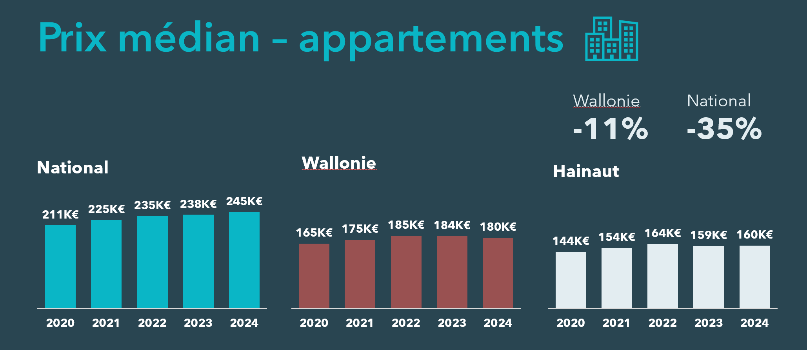 Prix médian – appartements
Wallonie National
-11% -35%
National
211K€ 225K€ 235K€ 238K€ 245K€
2020 2021 2022 2023 2024
Wallonie
165K€ 175K€ 185K€ 184K€ 180K€
2020 2021 2022 2023 2024
Hainaut
144K€ 154K€ 164K€ 159K€ 160K€
2020 2021 2022 2023 2024